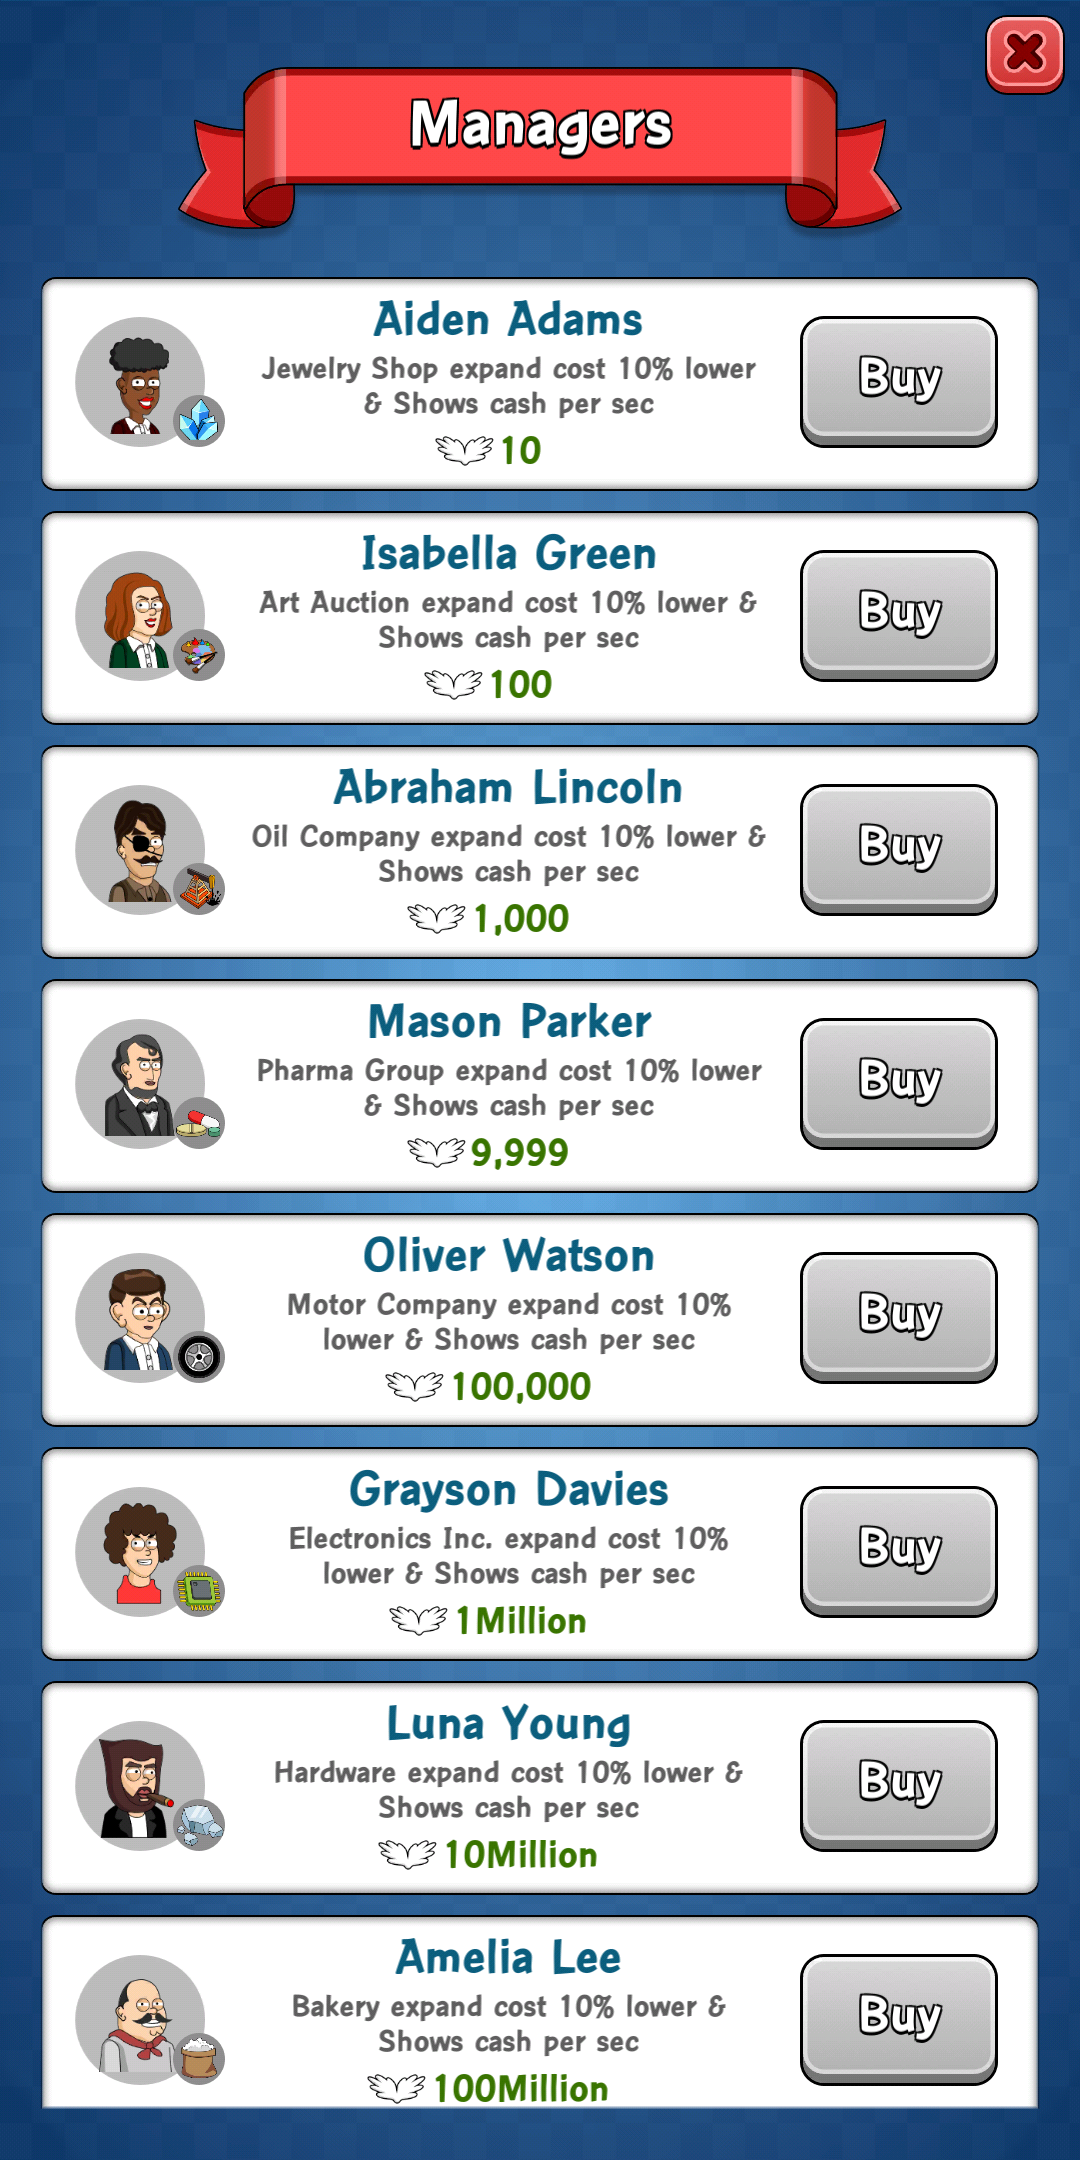 Managers
Aiden Adams
Jewelry Shop expand cost 10% lower
& Shows cash per sec
10
Buy
Isabella Green
Art Auction expand cost 10% lower &
Shows cash per sec
100
Buy
Abraham Lincoln
Oil Company expand cost 10% lower &
Shows cash per sec
1,000
Buy
Mason Parker
Pharma Group expand cost 10% lower
& Shows cash per sec
9,999
Buy
Oliver Watson
Motor Company expand cost 10%
lower & Shows cash per sec
100,000
Buy
Grayson Davies
Electronics Inc. expand cost 10%
lower & Shows cash per sec
1Million
Buy
Luna Young
Hardware expand cost 10% lower &
Shows cash per sec
10Million
Buy
Amelia Lee
Bakery expand cost 10% lower &
Shows cash per sec
100Million
Buy